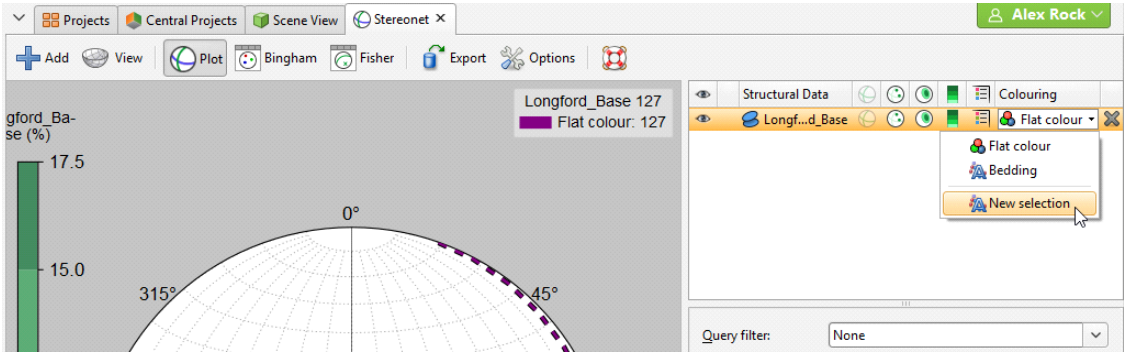 Projects Central Projects Scene View Stereonet Alex Rock
Add View Plot Bingham Fisher Export Options
Longford_Base 127
Flat colour: 127
gford_Ba-
se (%)
17.5
15.0
0°
315°
45°
Structural Data Colouring
Longf...d_Base Flat colour
Flat colour
Bedding
New selection
Query filter: None